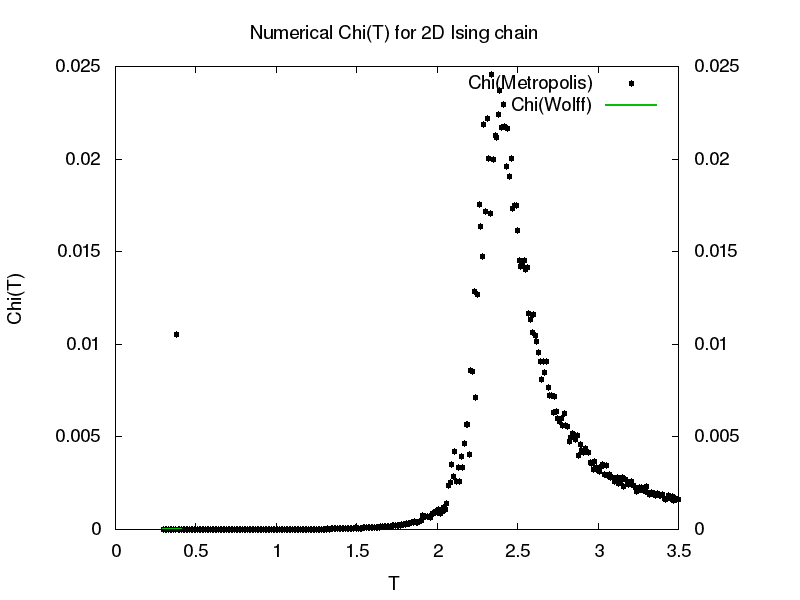 Numerical Chi(T) for 2D Ising chain
0.025
0.025
Chi(Metropolis)
Chi(Wolff)
0.02
0.02
0.015
0.015
Chi(T)
0.01
0.01
0.005
0.005
0
0
0 0.5 1 1.5 2 2.5 3 3.5
T